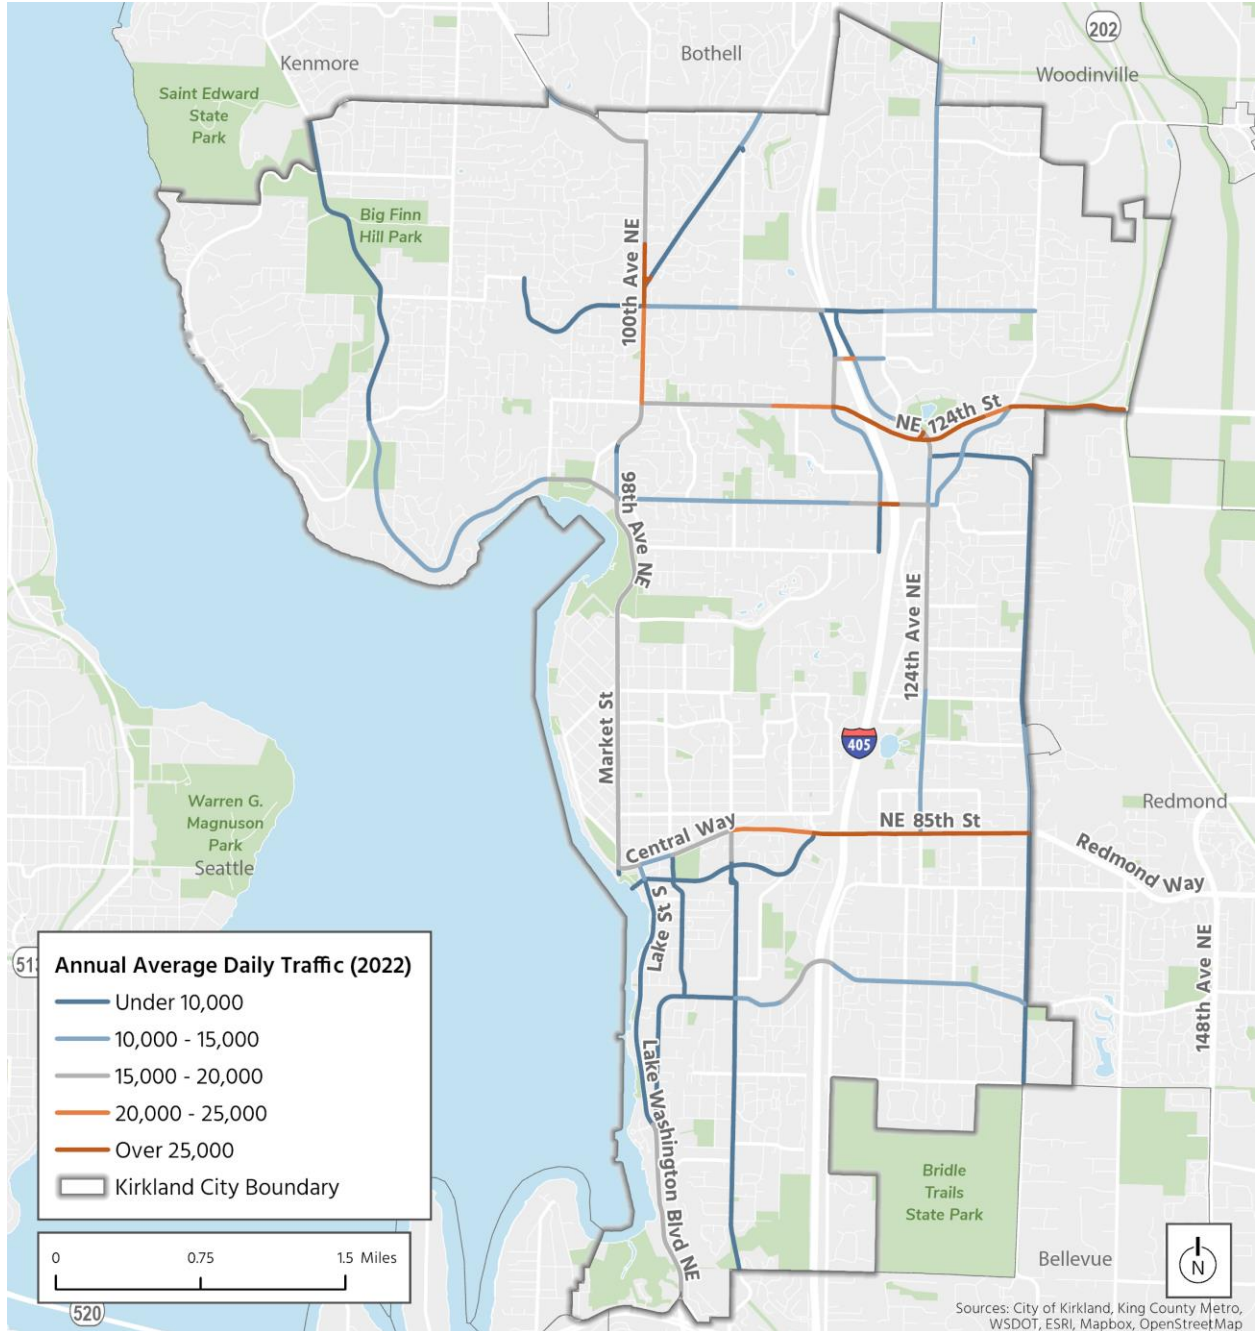 202
Bothell
Kenmore
Woodinville
Saint Edward
State
Park
Big Finn
Hill Park
100th Ave NE
NE 124th St
98th Ave NE
124th Ave NE
Market St
405
Warren G.
Magnuson
Park
Seattle
Redmond
NE 85th St
Central Way
Redmond Way
Lake St S
148th Ave NE
513
Annual Average Daily Traffic (2022)
Under 10,000
10,000 - 15,000
15,000 - 20,000
20,000 - 25,000
Over 25,000
Kirkland City Boundary
Lake Washington Blvd NE
Bridle
Trails
State Park
Bellevue
0 0.75 1.5 Miles
520
N
Sources: City of Kirkland, King County Metro,
WSDOT, ESRI, Mapbox, OpenStreetMap